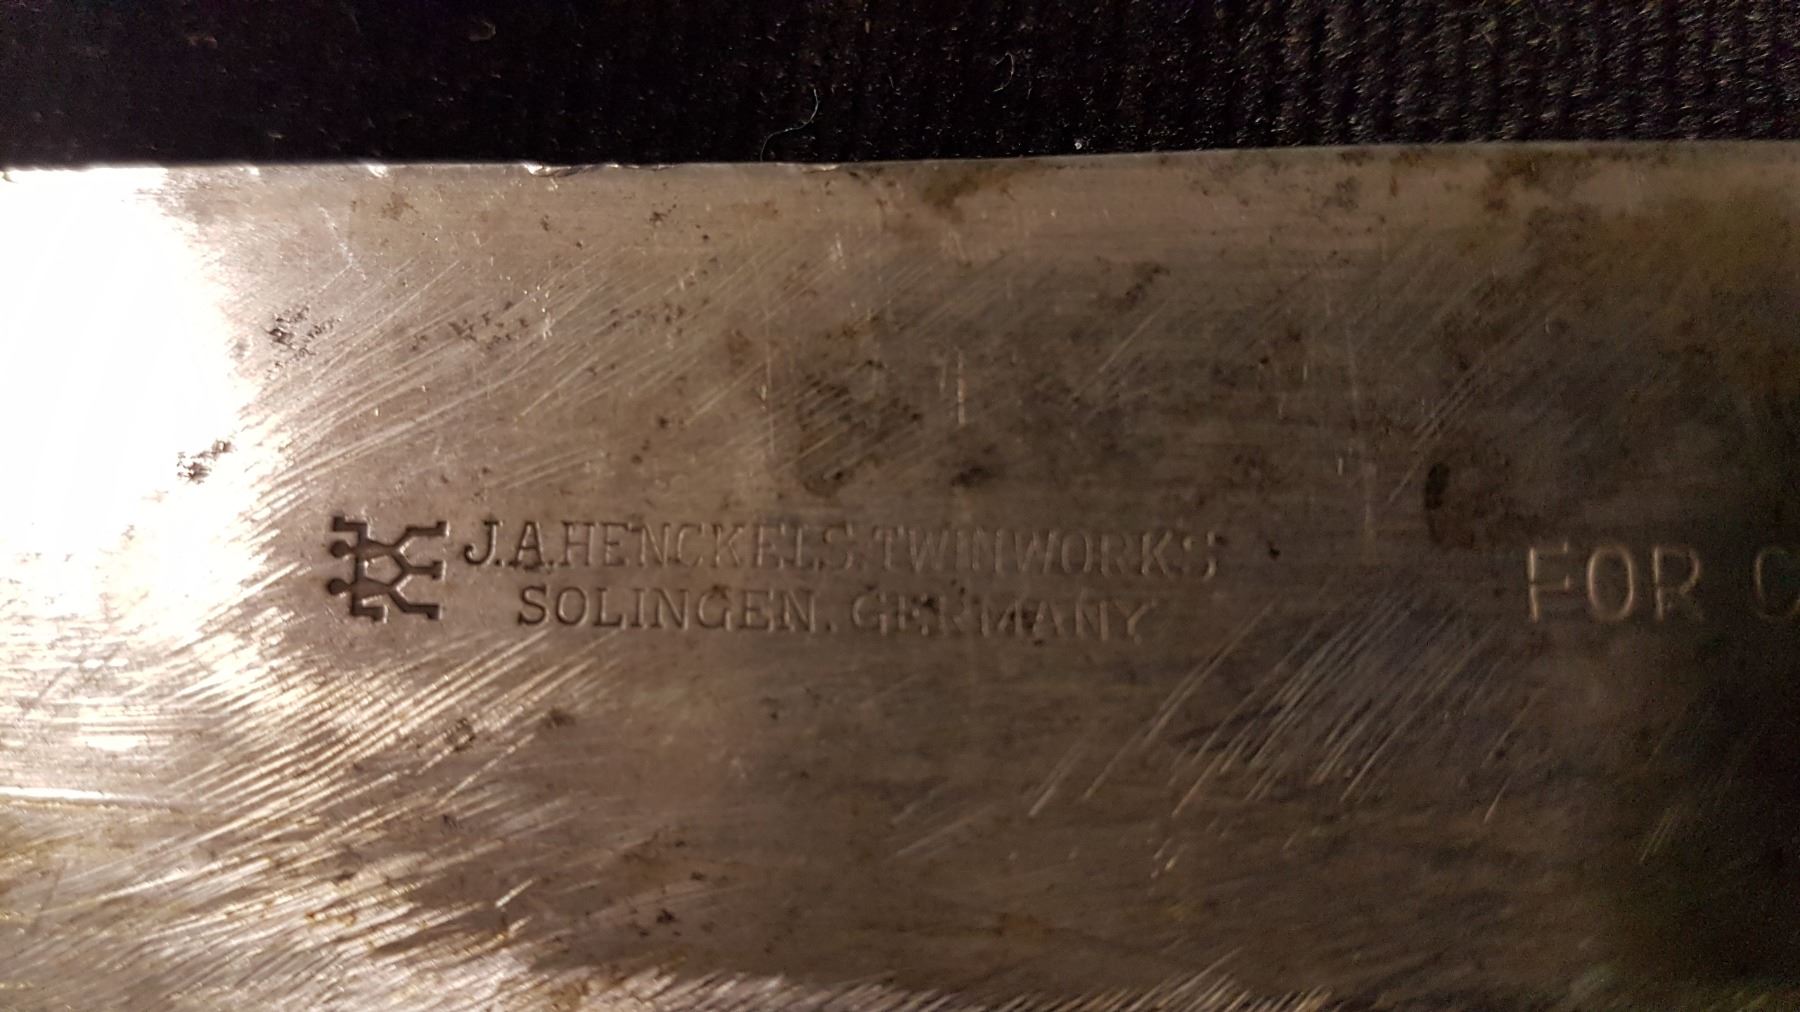 J.A.HENCKELS.TWINWORKS
SOLINGEN. GERMANY
FOR